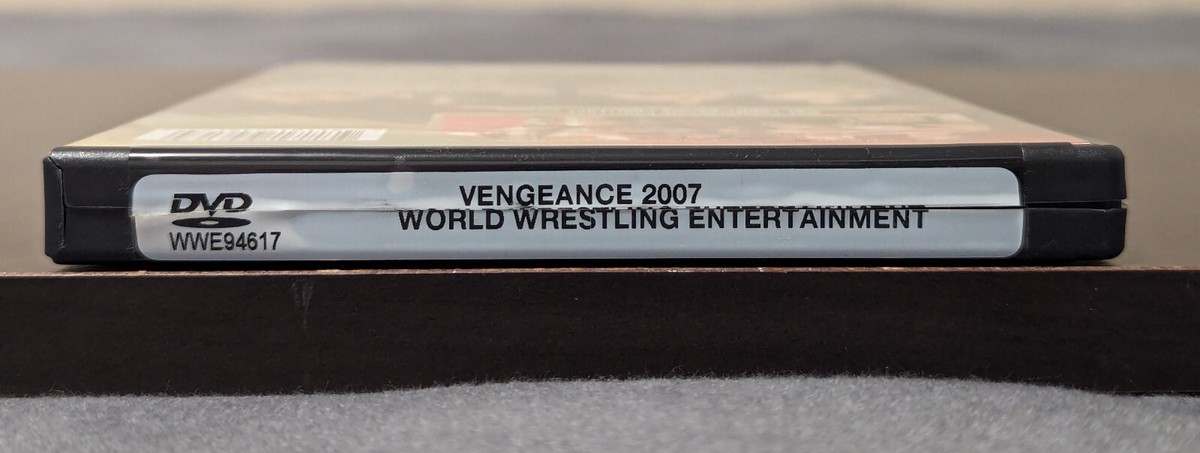 DVD
WWE94617
VENGEANCE 2007
WORLD WRESTLING ENTERTAINMENT